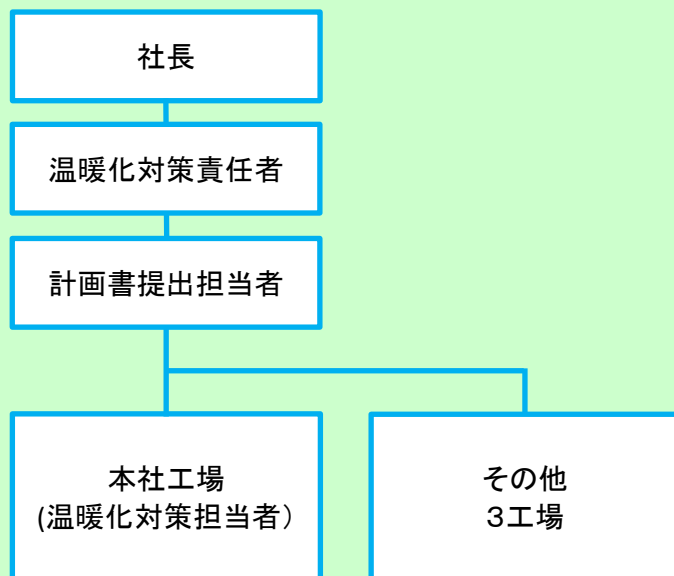 社長
温暖化対策責任者
計画書提出担当者
本社工場
(温暖化対策担当者）
その他
３工場